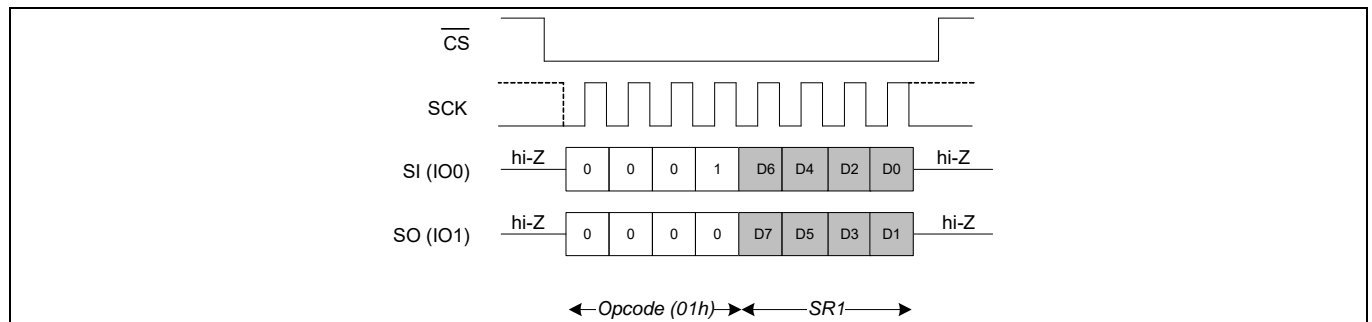 CS
SCK
hi-Z SI (IO0) 0 0 0 1 D6 D4 D2 D0 hi-Z
hi-Z SO (IO1) 0 0 0 0 D7 D5 D3 D1 hi-Z
Opcode (01h) SR1